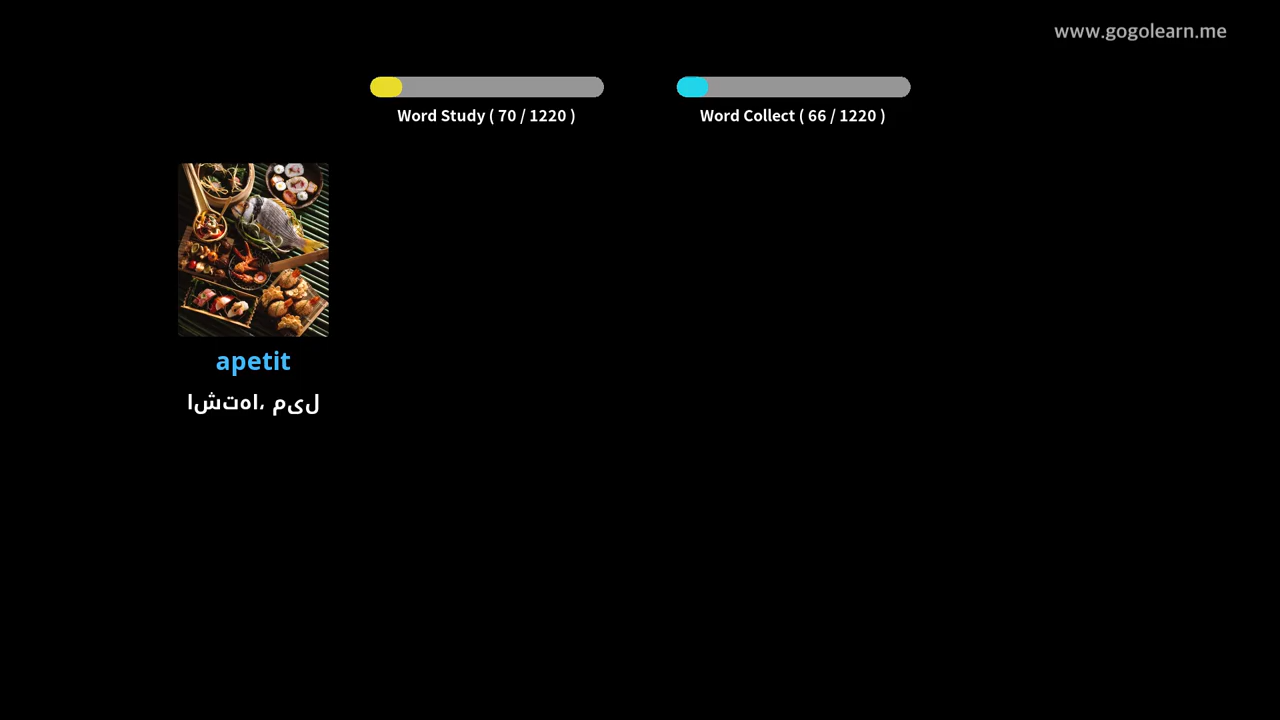 www.gogolearn.me
Word Study ( 70 / 1220 )
Word Collect ( 66 / 1220 )
apetit
اشتها، میل